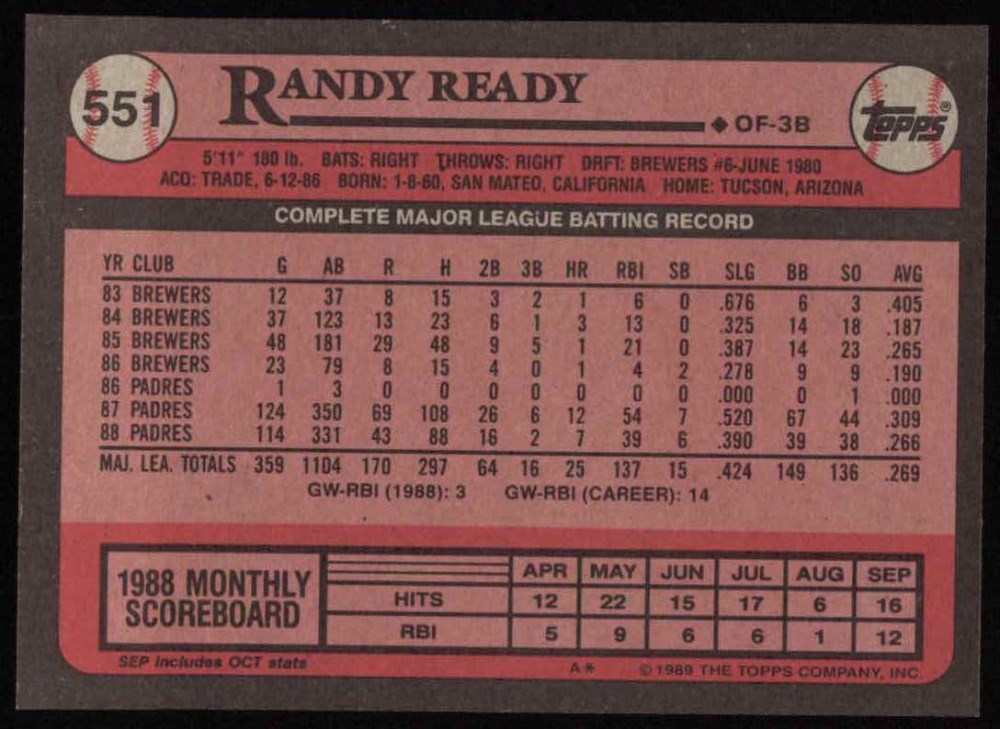 551
RANDY READY
◆ OF-3B
TOPPS®
5'11" 180 lb. BATS: RIGHT THROWS: RIGHT DRFT: BREWERS #6-JUNE 1980
ACQ: TRADE, 6-12-86 BORN: 1-8-60, SAN MATEO, CALIFORNIA HOME: TUCSON, ARIZONA
COMPLETE MAJOR LEAGUE BATTING RECORD
YR CLUB G AB R H 2B 3B HR RBI SB SLG BB SO AVG
83 BREWERS 12 37 8 15 3 2 1 6 0 .676 6 3 .405
84 BREWERS 37 123 13 23 6 1 3 13 0 .325 14 18 .187
85 BREWERS 48 181 29 48 9 5 1 21 0 .387 14 23 .265
86 BREWERS 23 79 8 15 4 0 1 4 2 .278 9 9 .190
86 PADRES 1 3 0 0 0 0 0 0 0 .000 0 1 .000
87 PADRES 124 350 69 108 26 6 12 54 7 .520 67 44 .309
88 PADRES 114 331 43 88 16 2 7 39 6 .390 39 38 .266
MAJ. LEA. TOTALS 359 1104 170 297 64 16 25 137 15 .424 149 136 .269
GW-RBI (1988): 3 GW-RBI (CAREER): 14
1988 MONTHLY
SCOREBOARD
APR MAY JUN JUL AUG SEP
HITS 12 22 15 17 6 16
RBI 5 9 6 6 1 12
SEP includes OCT stats
A* © 1989 THE TOPPS COMPANY, INC.